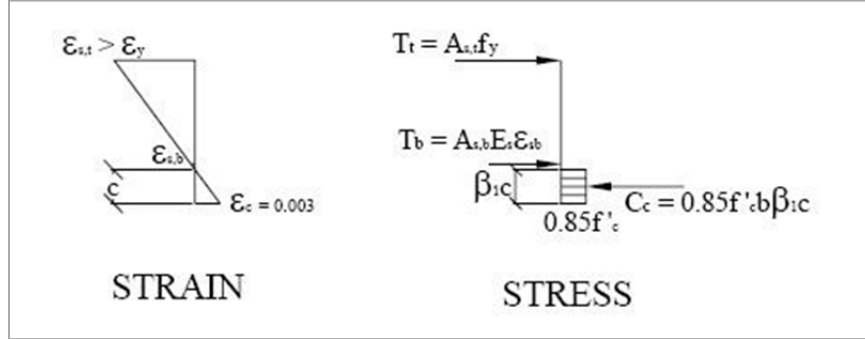 εs,t > εy
εs,b
c
εc = 0.003
STRAIN
Tt = As,tfy
Tb = As,bEsεsb
β1c
0.85f'c
Cc = 0.85f'cbβ1c
STRESS